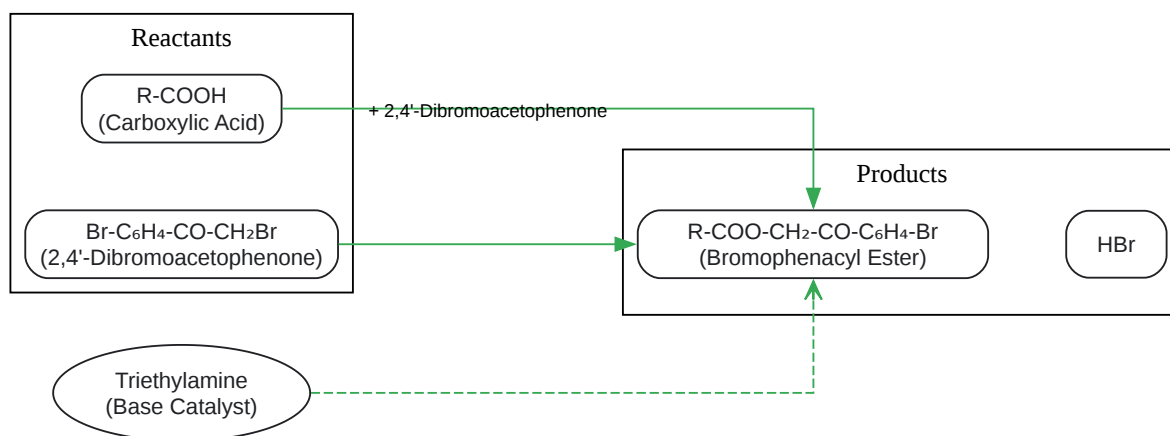 Reactants
R-COOH
(Carboxylic Acid)
+ 2,4'-Dibromoacetophenone
Br-C₆H₄-CO-CH₂Br
(2,4'-Dibromoacetophenone)
Products
R-COO-CH₂-CO-C₆H₄-Br
(Bromophenacyl Ester)
HBr
Triethylamine
(Base Catalyst)